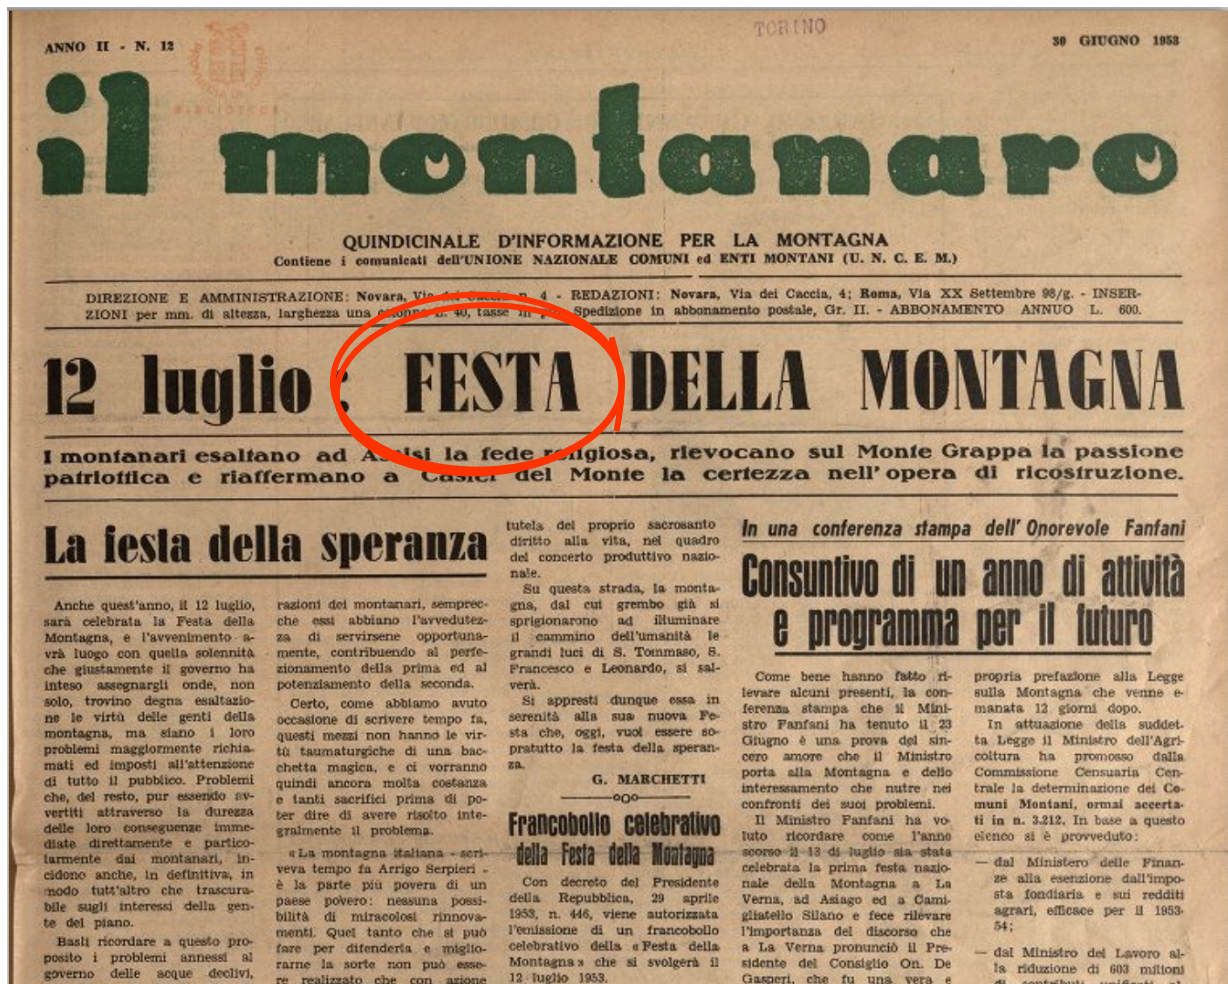 TORINO
ANNO II - N. 12
30 GIUGNO 1953
BIBLIOTECA
il montanaro
QUINDICINALE D'INFORMAZIONE PER LA MONTAGNA
Contiene i comunicati dell'UNIONE NAZIONALE COMUNI ed ENTI MONTANI (U. N. C. E. M.)
DIREZIONE E AMMINISTRAZIONE: Novara, Via dei Caccia, n. 4 - REDAZIONI: Novara, Via dei Caccia, 4; Roma, Via XX Settembre 98/g. - INSER-
ZIONI per mm. di altezza, larghezza una colonna L. 40, tasse in più. Spedizione in abbonamento postale, Gr. II. - ABBONAMENTO ANNUO L. 600.
12 luglio : FESTA DELLA MONTAGNA
I montanari esaltano ad Assisi la fede religiosa, rievocano sul Monte Grappa la passione
patriottica e riaffermano a Castel del Monte la certezza nell'opera di ricostruzione.
La festa della speranza
Anche quest'anno, il 12 luglio,
sarà celebrata la Festa della
Montagna, e l'avvenimento a-
vrà luogo con quella solennità
che giustamente il governo ha
inteso assegnargli onde, non
solo, trovino degna esaltazio-
ne le virtù delle genti della
montagna, ma siano i loro
problemi maggiormente richia-
mati ed imposti all'attenzione
di tutto il pubblico. Problemi
che, del resto, pur essendo av-
vertiti attraverso la durezza
delle loro conseguenze imme-
diate direttamente e partico-
larmente dai montanari, in-
cidono anche, in definitiva, in
modo tutt'altro che trascura-
bile sugli interessi della gen-
te del piano.
Basti ricordare a questo pro-
posito i problemi annessi al
governo delle acque declivi,
razioni dei montanari, semprec-
che essi abbiano l'avvedutez-
za di servirsene opportuna-
mente, contribuendo al perfe-
zionamento della prima ed al
potenziamento della seconda.
Certo, come abbiamo avuto
occasione di scrivere tempo fa,
questi mezzi non hanno le vir-
tù taumaturgiche di una bac-
chetta magica, e ci vorranno
quindi ancora molta costanza
e tanti sacrifici prima di po-
ter dire di avere risolto inte-
gralmente il problema.
«La montagna italiana - scri-
veva tempo fa Arrigo Serpieri -
è la parte più povera di un
paese povero: nessuna possi-
bilità di miracolosi rinnova-
menti. Quel tanto che si può
fare per difenderla e miglio-
rarne la sorte non può esse-
re realizzato che con azione
tutela del proprio sacrosanto
diritto alla vita, nel quadro
del concerto produttivo nazio-
nale.
Su questa strada, la monta-
gna, dal cui grembo già si
sprigionarono ad illuminare
il cammino dell'umanità le
grandi luci di S. Tommaso, S.
Francesco e Leonardo, si sal-
verà.
Si appresti dunque essa in
serenità alla sua nuova Fe-
sta che, oggi, vuol essere so-
pratutto la festa della speran-
za.
G. MARCHETTI
Francobollo celebrativo
della Festa della Montagna
Con decreto del Presidente
della Repubblica, 29 aprile
1953, n. 446, viene autorizzata
l'emissione di un francobollo
celebrativo della «Festa della
Montagna» che si svolgerà il
12 luglio 1953.
In una conferenza stampa dell'Onorevole Fanfani
Consuntivo di un anno di attività
e programma per il futuro
Come bene hanno fatto ri-
levare alcuni presenti, la con-
ferenza stampa che il Mini-
stro Fanfani ha tenuto il 23
Giugno è una prova del sin-
cero amore che il Ministro
porta alla Montagna e dello
interessamento che nutre nei
confronti dei suoi problemi.
Il Ministro Fanfani ha vo-
luto ricordare come l'anno
scorso il 13 di luglio sia stata
celebrata la prima festa nazio-
nale della Montagna a La
Verna, ad Asiago ed a Cami-
gliatello Silano e fece rilevare
l'importanza del discorso che
a La Verna pronunciò il Pre-
sidente del Consiglio On. De
Gasperi, che fu una vera e
propria prefazione alla Legge
sulla Montagna che venne e-
manata 12 giorni dopo.
In attuazione della suddet-
ta Legge il Ministro dell'Agri-
coltura ha promosso dalla
Commissione Censuaria Cen-
trale la determinazione dei Co-
muni Montani, ormai accerta-
ti in n. 3.212. In base a questo
elenco si è provveduto:
— dal Ministero delle Finan-
ze alla esenzione dall'impo-
sta fondiaria e sui redditi
agrari, efficace per il 1953-
54;
— dal Ministro del Lavoro al-
la riduzione di 603 milioni
di contributi unificati al-